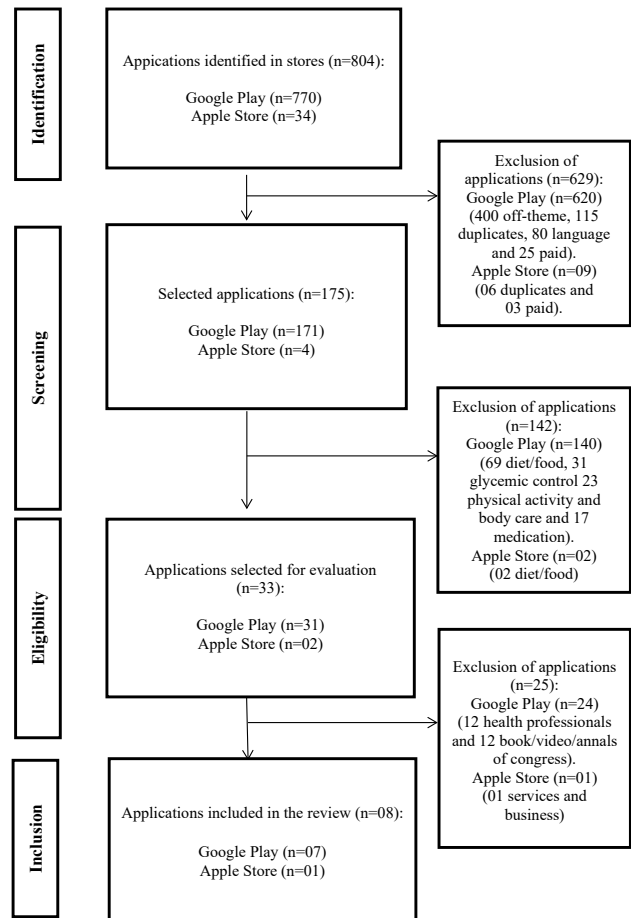 Identification
Appications identified in stores (n=804):
Google Play (n=770)
Apple Store (n=34)
Exclusion of
applications (n=629):
Google Play (n=620)
(400 off-theme, 115
duplicates, 80 language
and 25 paid).
Apple Store (n=09)
(06 duplicates and
03 paid).
Screening
Selected applications (n=175):
Google Play (n=171)
Apple Store (n=4)
Exclusion of applications
(n=142):
Google Play (n=140)
(69 diet/food, 31
glycemic control 23
physical activity and
body care and 17
medication).
Apple Store (n=02)
(02 diet/food)
Eligibility
Applications selected for evaluation
(n=33):
Google Play (n=31)
Apple Store (n=02)
Exclusion of applications
(n=25):
Google Play (n=24)
(12 health professionals
and 12 book/video/annals
of congress).
Apple Store (n=01)
(01 services and
business)
Inclusion
Applications included in the review (n=08):
Google Play (n=07)
Apple Store (n=01)